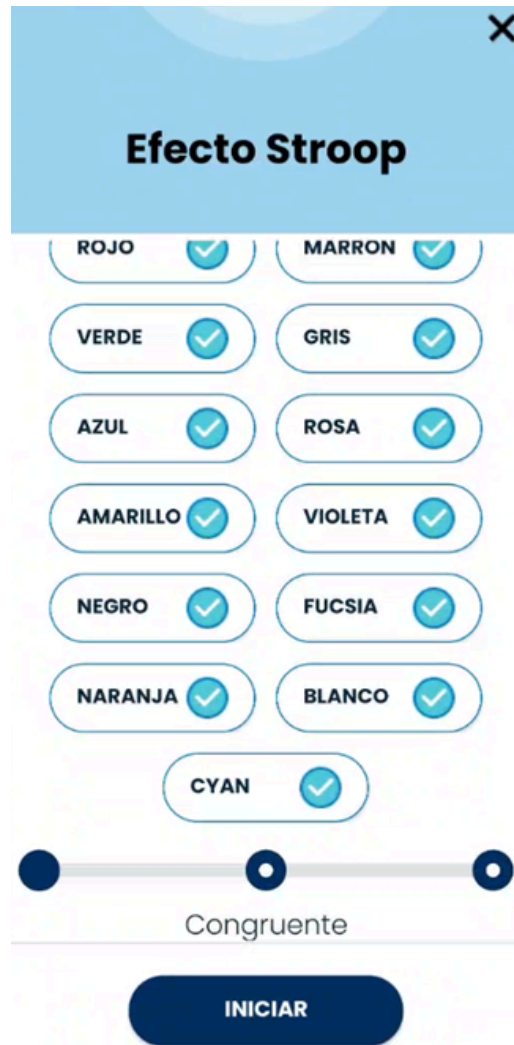 Efecto Stroop
ROJO MARRON
VERDE GRIS
AZUL ROSA
AMARILLO VIOLETA
NEGRO FUCSIA
NARANJA BLANCO
CYAN
Congruente
INICIAR